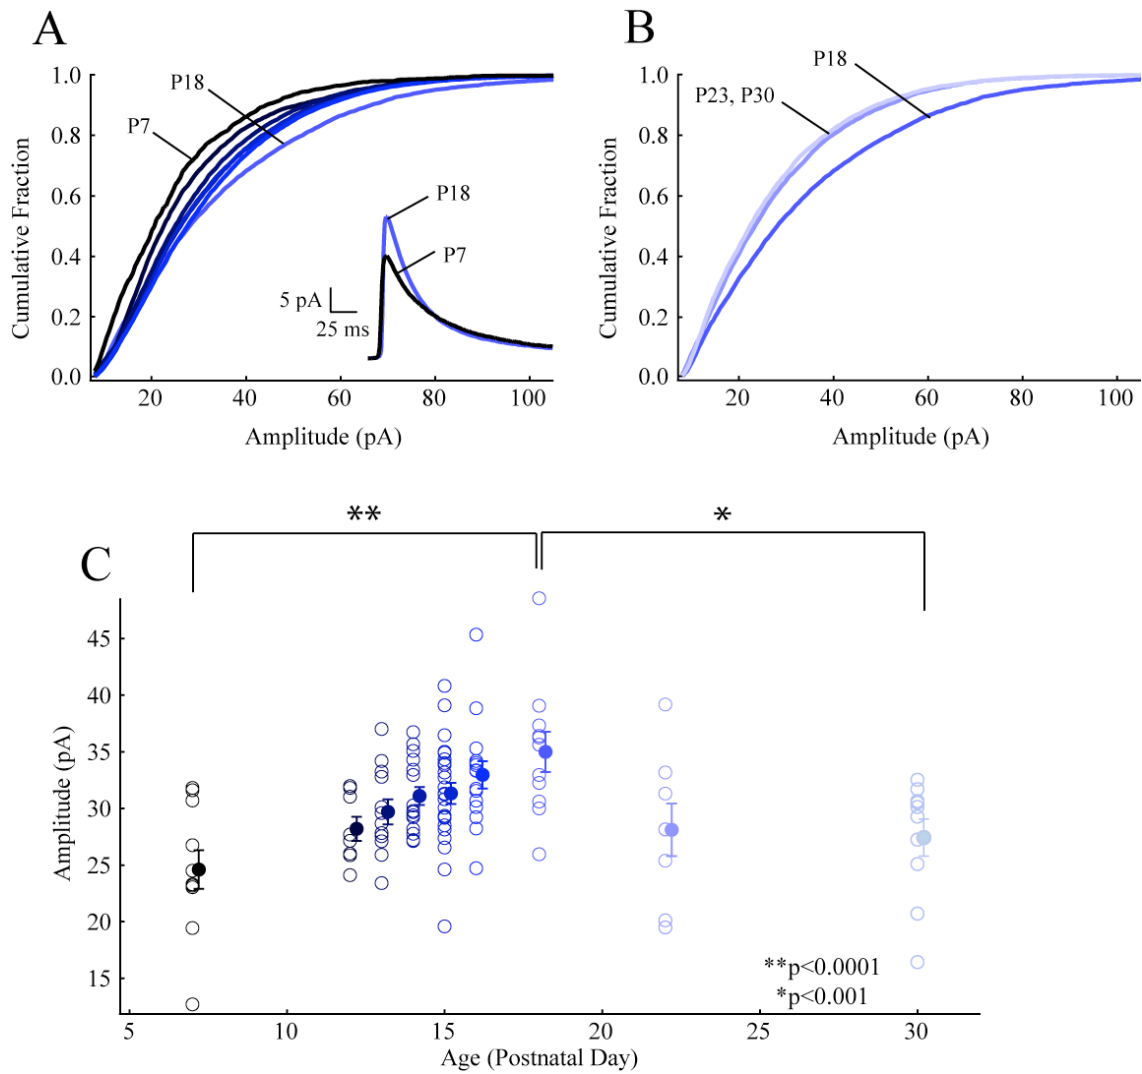 A
1.0
0.8
0.6
0.4
0.2
0.0
Cumulative Fraction
P18
P7
P18
P7
5 pA
25 ms
20 40 60 80 100
Amplitude (pA)
B
1.0
0.8
0.6
0.4
0.2
0.0
Cumulative Fraction
P18
P23, P30
20 40 60 80 100
Amplitude (pA)
** *
C
45
40
35
30
25
20
15
Amplitude (pA)
**p<0.0001
*p<0.001
5 10 15 20 25 30
Age (Postnatal Day)